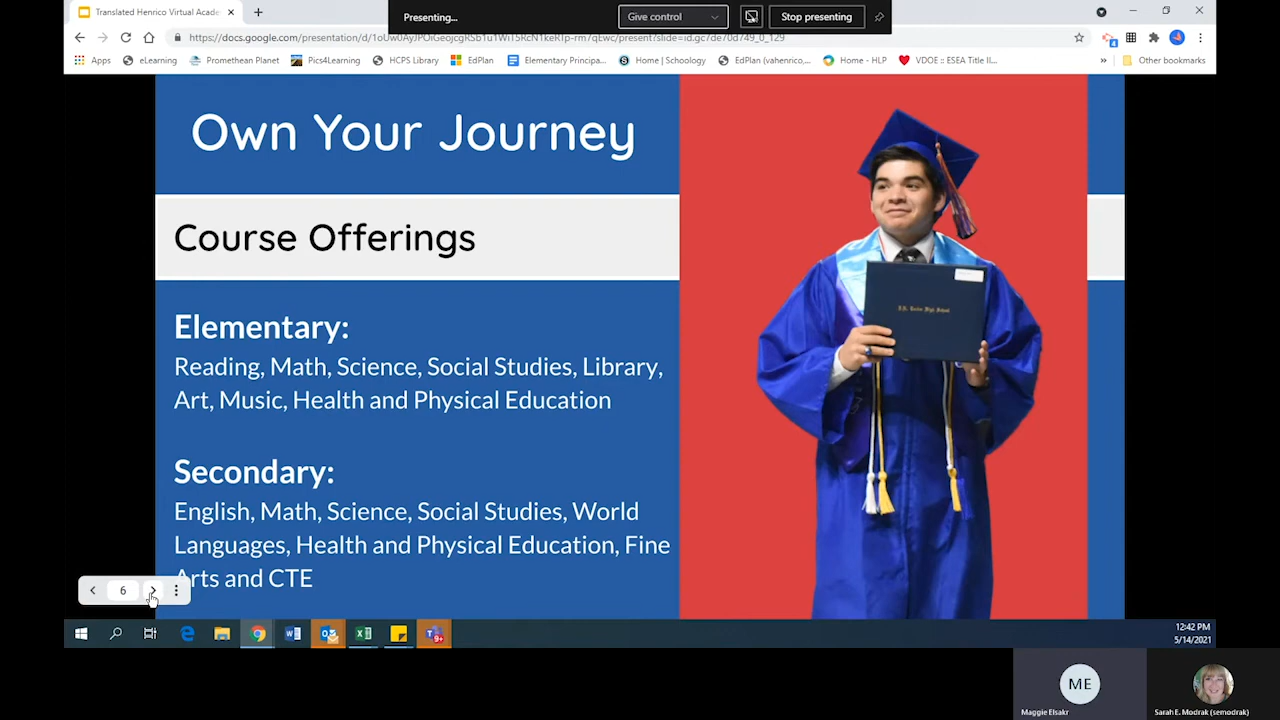 Translated Henrico Virtual Acade
Presenting...
Give control
Stop presenting
Apps
eLearning
Promethean Planet
Pics4Learning
HCPS Library
EdPlan
Elementary Principa...
Home | Schoology
EdPlan (vahenrico,...
Home - HLP
VDOE :: ESEA Title II...
»
Other bookmarks
Own Your Journey
Course Offerings
Elementary:
Reading, Math, Science, Social Studies, Library,
Art, Music, Health and Physical Education
Secondary:
English, Math, Science, Social Studies, World
Languages, Health and Physical Education, Fine
Arts and CTE
6
9+
12:42 PM
5/14/2021
ME
Maggie Elsakr
Sarah E. Modrak (semodrak)